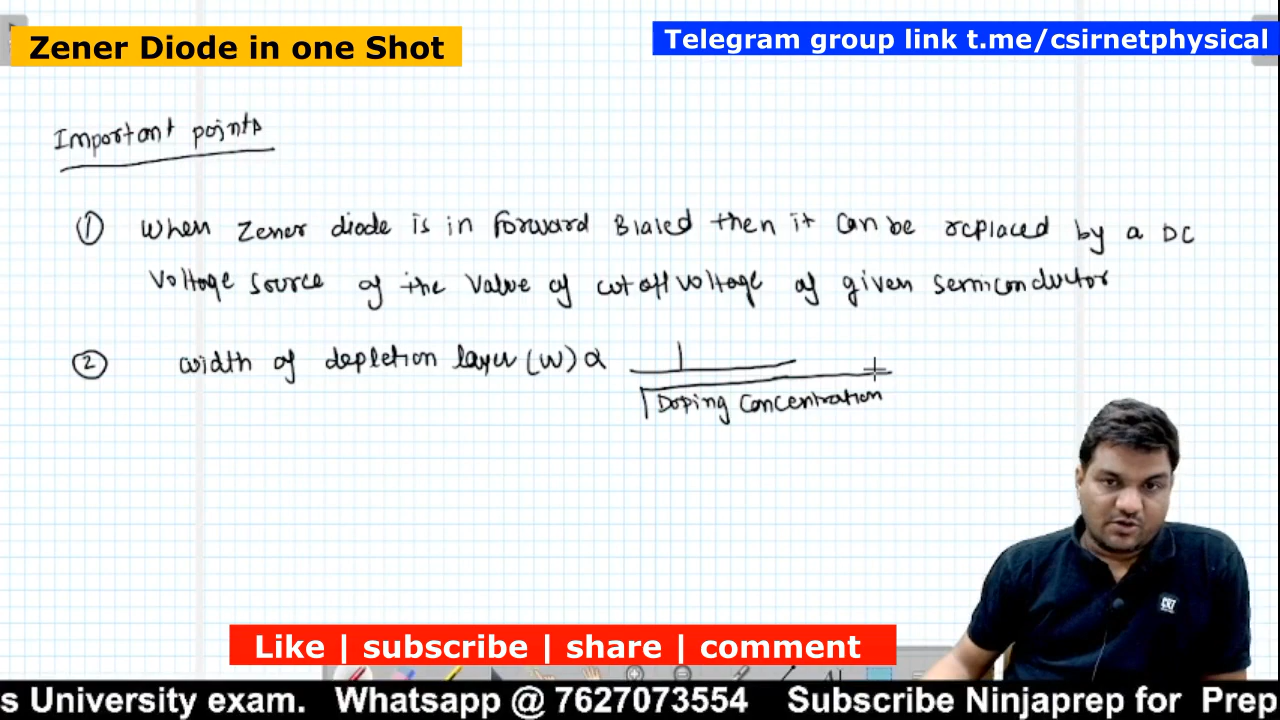 Zener Diode in one Shot
Telegram group link t.me/csirnetphysical
Important points
① When Zener diode is in Forward Biaied then it can be replaced by a DC
Voltage source of the Value of cut off voltage of given semiconductor
② width of depletion layer (W) ∝ 1 / √Doping Concentration
Like | subscribe | share | comment
s University exam. Whatsapp @ 7627073554 Subscribe Ninjaprep for Prep